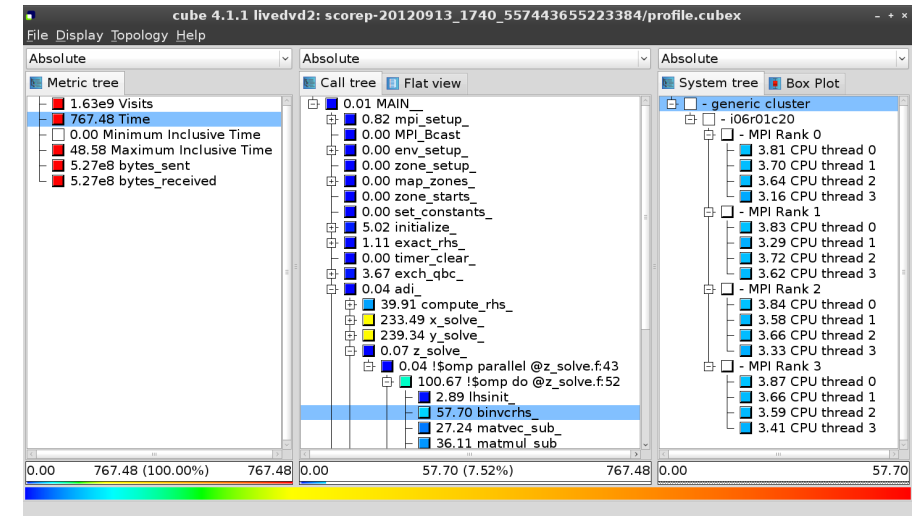 cube 4.1.1 livedvd2: scorep-20120913_1740_557443655223384/profile.cubex
File Display Topology Help
Absolute
Metric tree
1.63e9 Visits
767.48 Time
0.00 Minimum Inclusive Time
48.58 Maximum Inclusive Time
5.27e8 bytes_sent
5.27e8 bytes_received
0.00 767.48 (100.00%) 767.48
Absolute
Call tree Flat view
0.01 MAIN__
0.82 mpi_setup_
0.00 MPI_Bcast
0.00 env_setup_
0.00 zone_setup_
0.00 map_zones_
0.00 zone_starts_
0.00 set_constants_
5.02 initialize_
1.11 exact_rhs_
0.00 timer_clear_
3.67 exch_qbc_
0.04 adi_
39.91 compute_rhs_
233.49 x_solve_
239.34 y_solve_
0.07 z_solve_
0.04 !$omp parallel @z_solve.f:43
100.67 !$omp do @z_solve.f:52
2.89 lhsinit_
57.70 binvcrhs_
27.24 matvec_sub_
36.11 matmul_sub
0.00 57.70 (7.52%) 767.48
Absolute
System tree Box Plot
- generic cluster
- i06r01c20
- MPI Rank 0
3.81 CPU thread 0
3.70 CPU thread 1
3.64 CPU thread 2
3.16 CPU thread 3
- MPI Rank 1
3.83 CPU thread 0
3.29 CPU thread 1
3.72 CPU thread 2
3.62 CPU thread 3
- MPI Rank 2
3.84 CPU thread 0
3.58 CPU thread 1
3.66 CPU thread 2
3.33 CPU thread 3
- MPI Rank 3
3.87 CPU thread 0
3.66 CPU thread 1
3.59 CPU thread 2
3.41 CPU thread 3
0.00 57.70